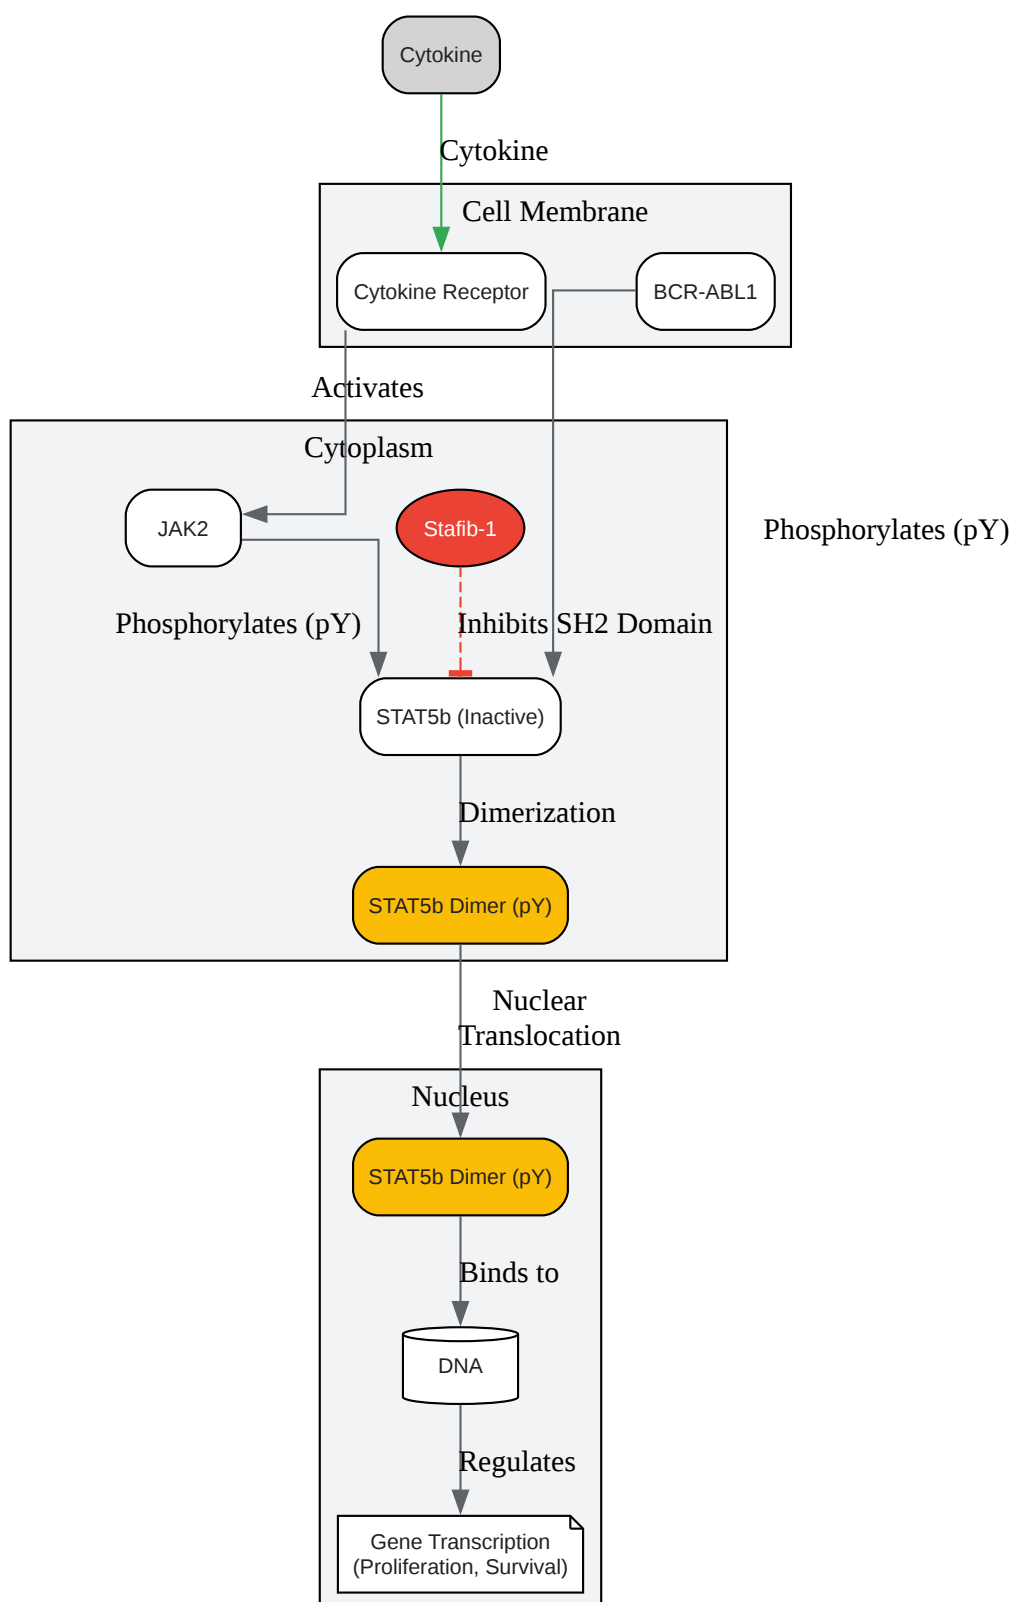 Cytokine
Cytokine
Cell Membrane
Cytokine Receptor
BCR-ABL1
Activates
Cytoplasm
JAK2
Stafib-1
Phosphorylates (pY)
Phosphorylates (pY)
Inhibits SH2 Domain
STAT5b (Inactive)
Dimerization
STAT5b Dimer (pY)
Nuclear
Translocation
Nucleus
STAT5b Dimer (pY)
Binds to
DNA
Regulates
Gene Transcription
(Proliferation, Survival)